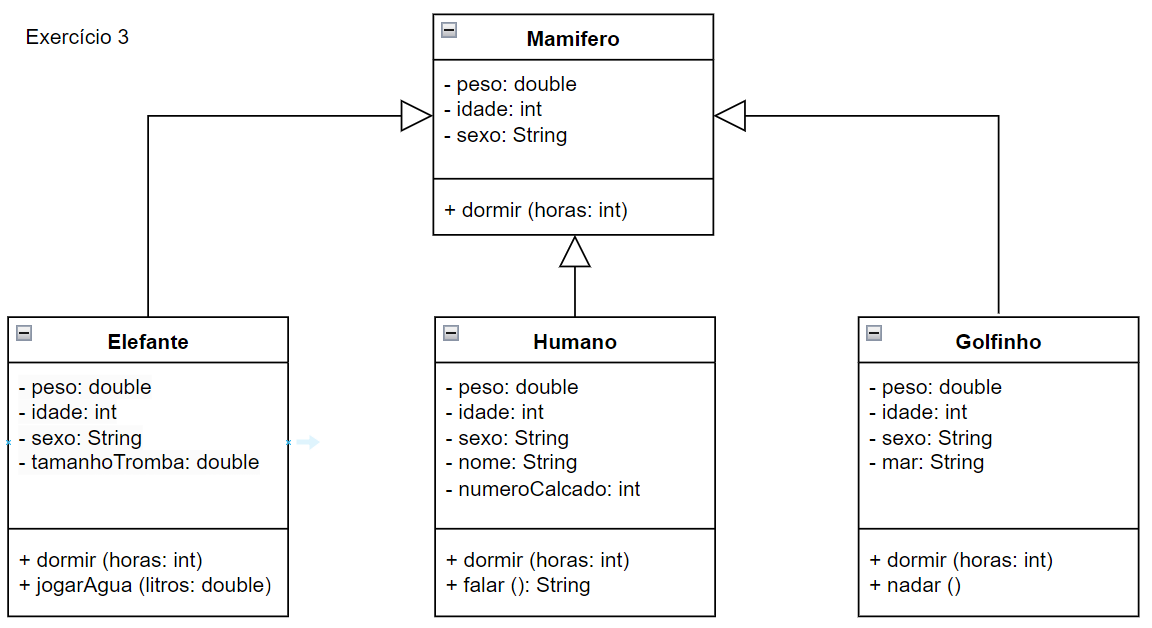 Exercício 3
Mamifero
- peso: double
- idade: int
- sexo: String
+ dormir (horas: int)
Elefante
- peso: double
- idade: int
- sexo: String
- tamanhoTromba: double
+ dormir (horas: int)
+ jogarAgua (litros: double)
Humano
- peso: double
- idade: int
- sexo: String
- nome: String
- numeroCalcado: int
+ dormir (horas: int)
+ falar (): String
Golfinho
- peso: double
- idade: int
- sexo: String
- mar: String
+ dormir (horas: int)
+ nadar ()